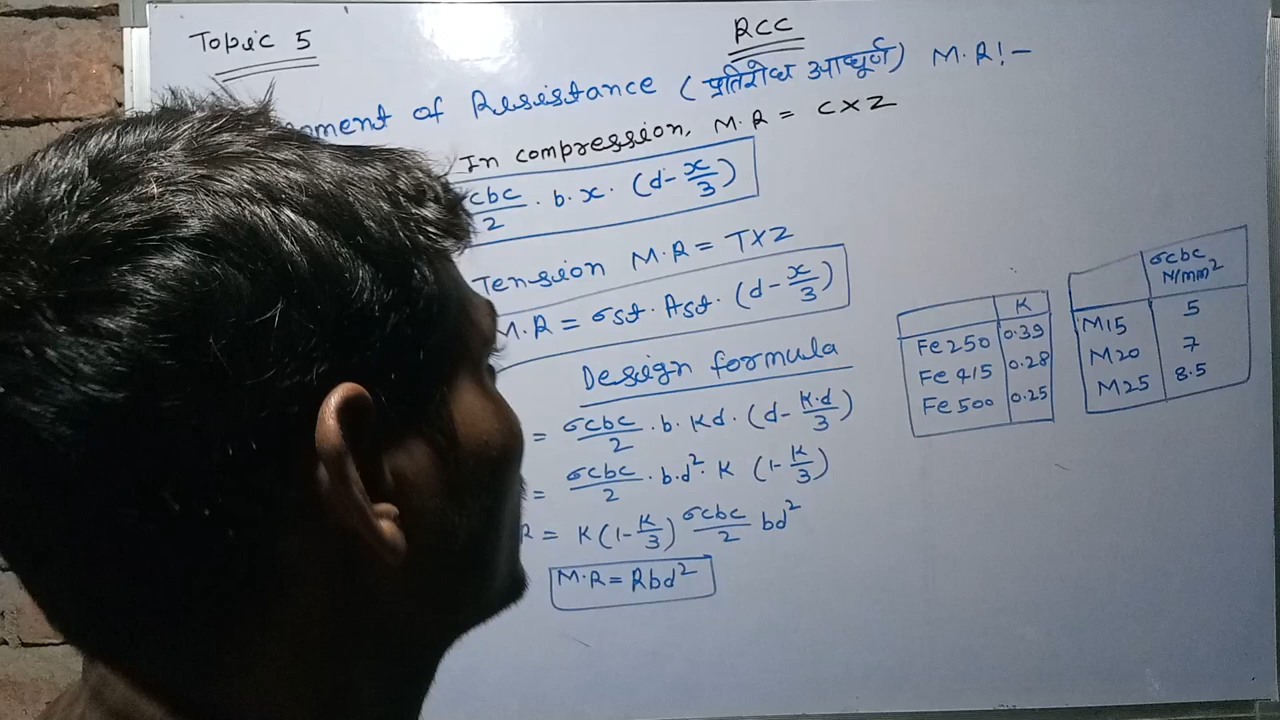 Topic 5
RCC
oment of Resistance (प्रतिरोध आघूर्ण) M.R!-
In compression, M.R = C×Z
cbc/2 . b.x. (d-x/3)
Tension M.R = T×Z
M.R = σst. Ast. (d-x/3)
Design formula
= σcbc/2 . b. Kd. (d-K.d/3)
= σcbc/2 . b.d². K (1-K/3)
R = K(1-K/3) σcbc/2 bd²
M.R = Rbd²
K
Fe250 0.39
Fe415 0.28
Fe500 0.25
σcbc
N/mm²
M15 5
M20 7
M25 8.5